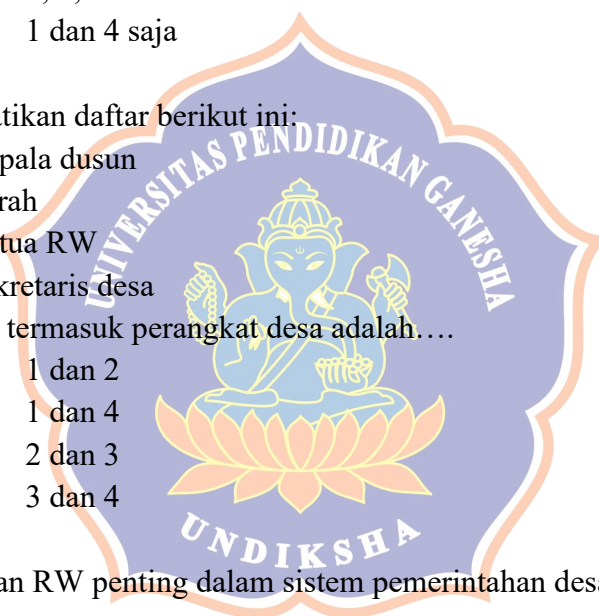 1 dan 4 saja
atikan daftar berikut ini:
pala dusun
rah
tua RW
kretaris desa
termasuk perangkat desa adalah….
1 dan 2
1 dan 4
2 dan 3
3 dan 4
an RW penting dalam sistem pemerintahan desa
UNIVERSITAS PENDIDIKAN GANESHA
UNDIKSHA